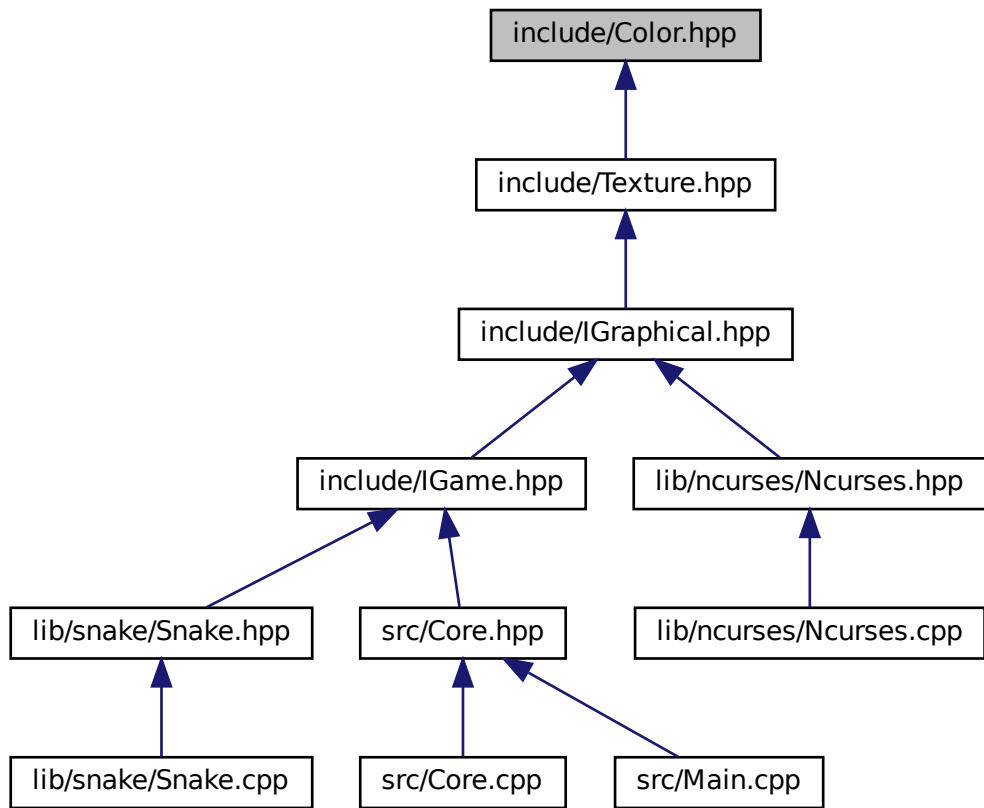 include/Color.hpp
include/Texture.hpp
include/IGraphical.hpp
include/IGame.hpp
lib/ncurses/Ncurses.hpp
lib/snake/Snake.hpp
src/Core.hpp
lib/ncurses/Ncurses.cpp
lib/snake/Snake.cpp
src/Core.cpp
src/Main.cpp